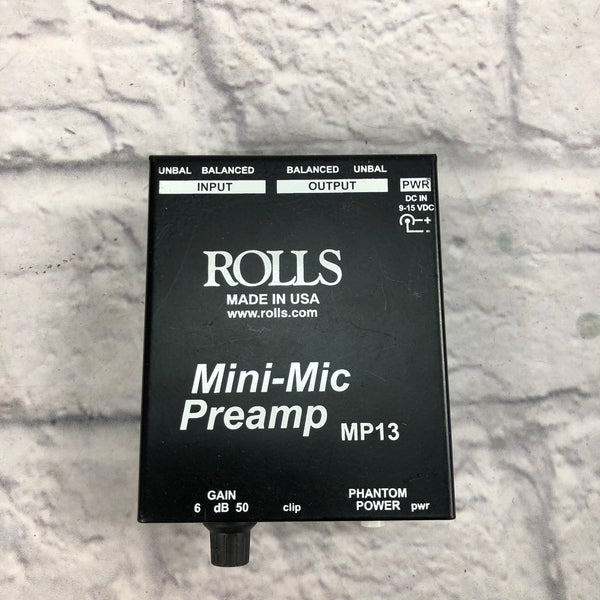 UNBAL BALANCED BALANCED UNBAL
INPUT OUTPUT PWR
DC IN
9-15 VDC
+
-
ROLLS
MADE IN USA
www.rolls.com
Mini-Mic
Preamp MP13
GAIN PHANTOM
6 dB 50 clip POWER pwr